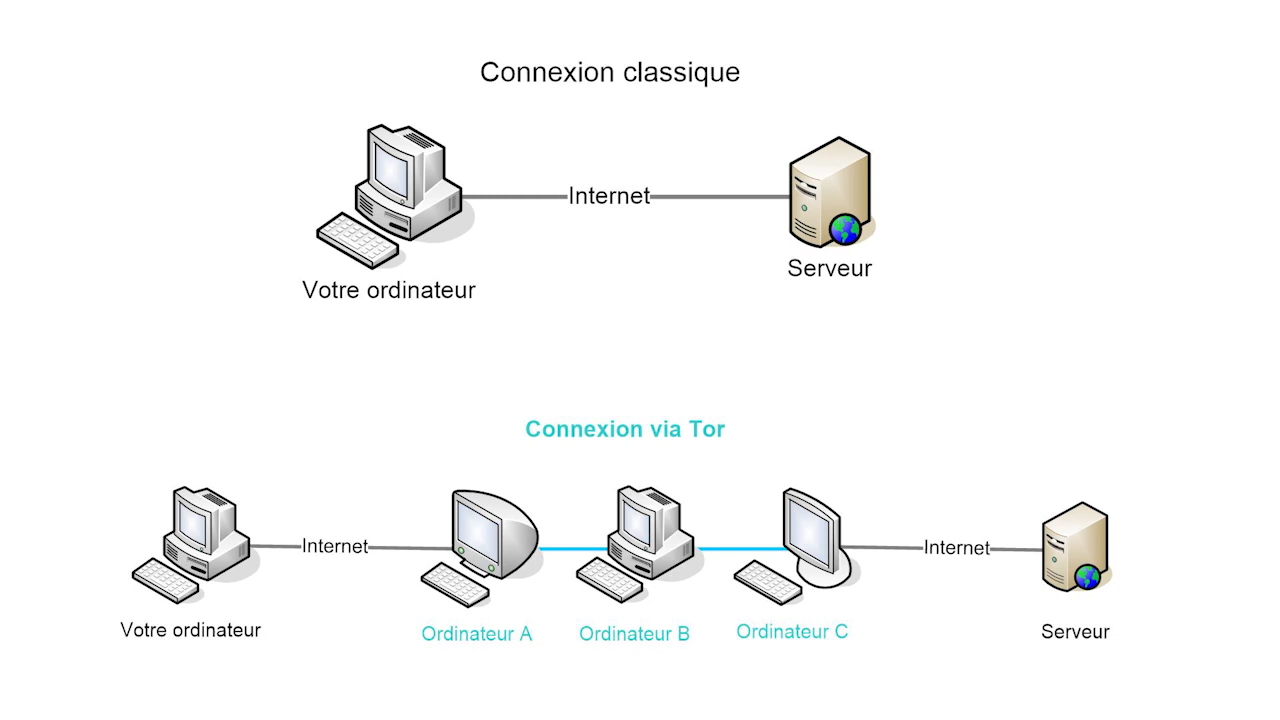 Connexion classique
Internet
Votre ordinateur
Serveur
Connexion via Tor
Internet
Internet
Votre ordinateur
Ordinateur A
Ordinateur B
Ordinateur C
Serveur